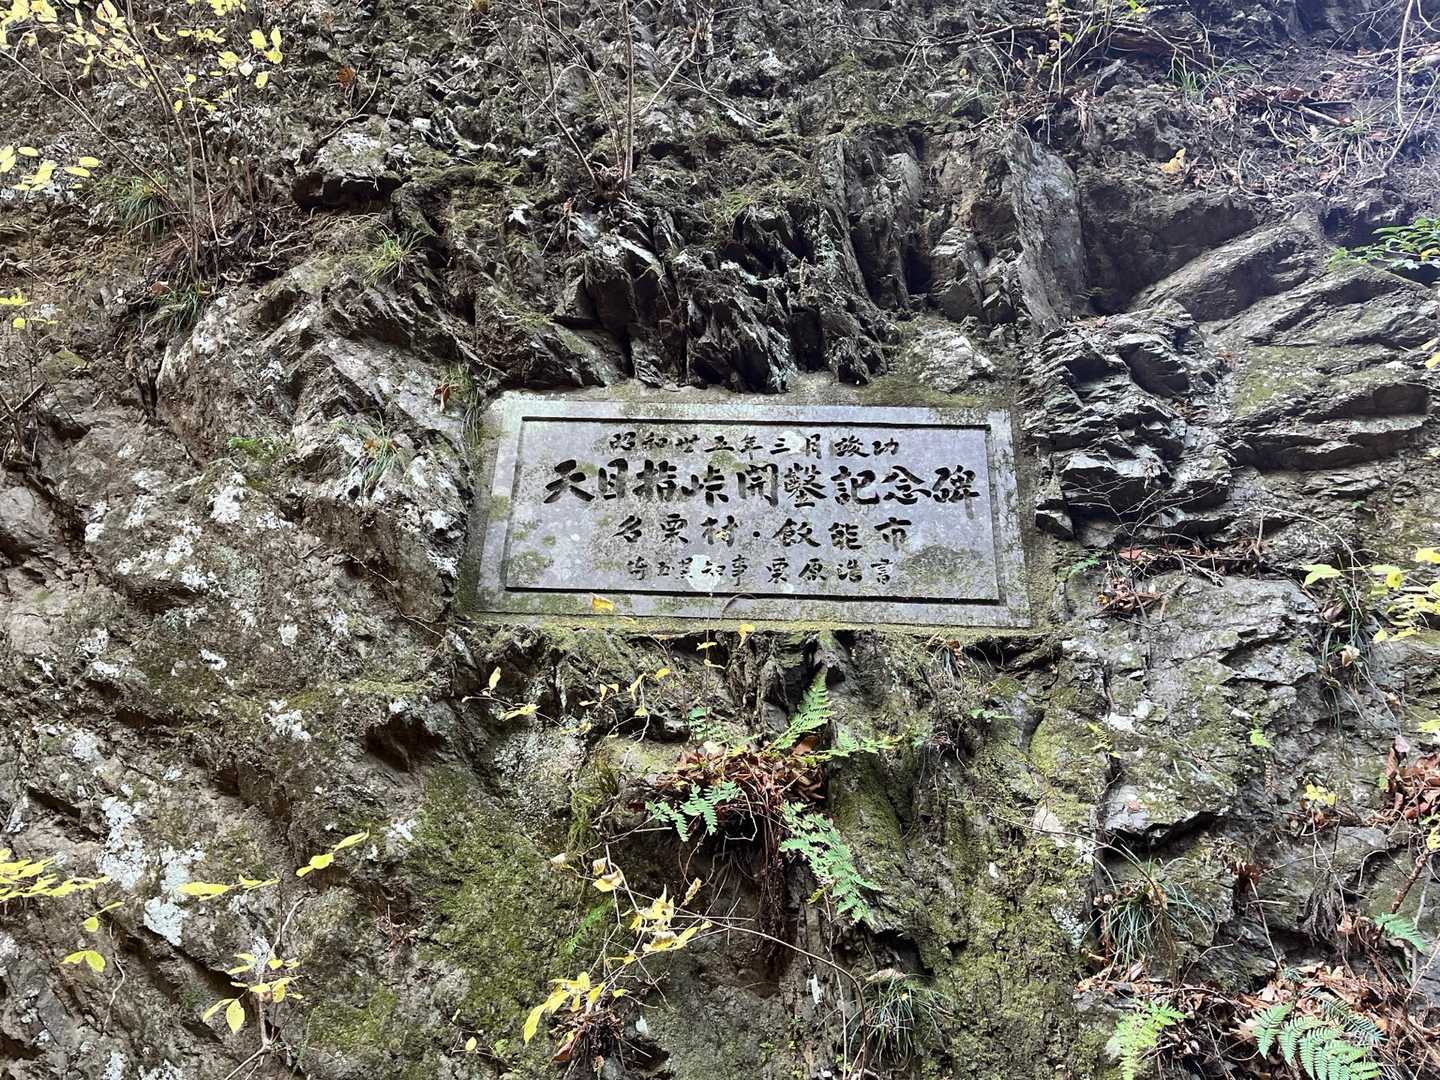 昭和卅五年三月竣功
天目指峠開鑿記念碑
名栗村・飯能市
埼玉县知事 栗原浩書